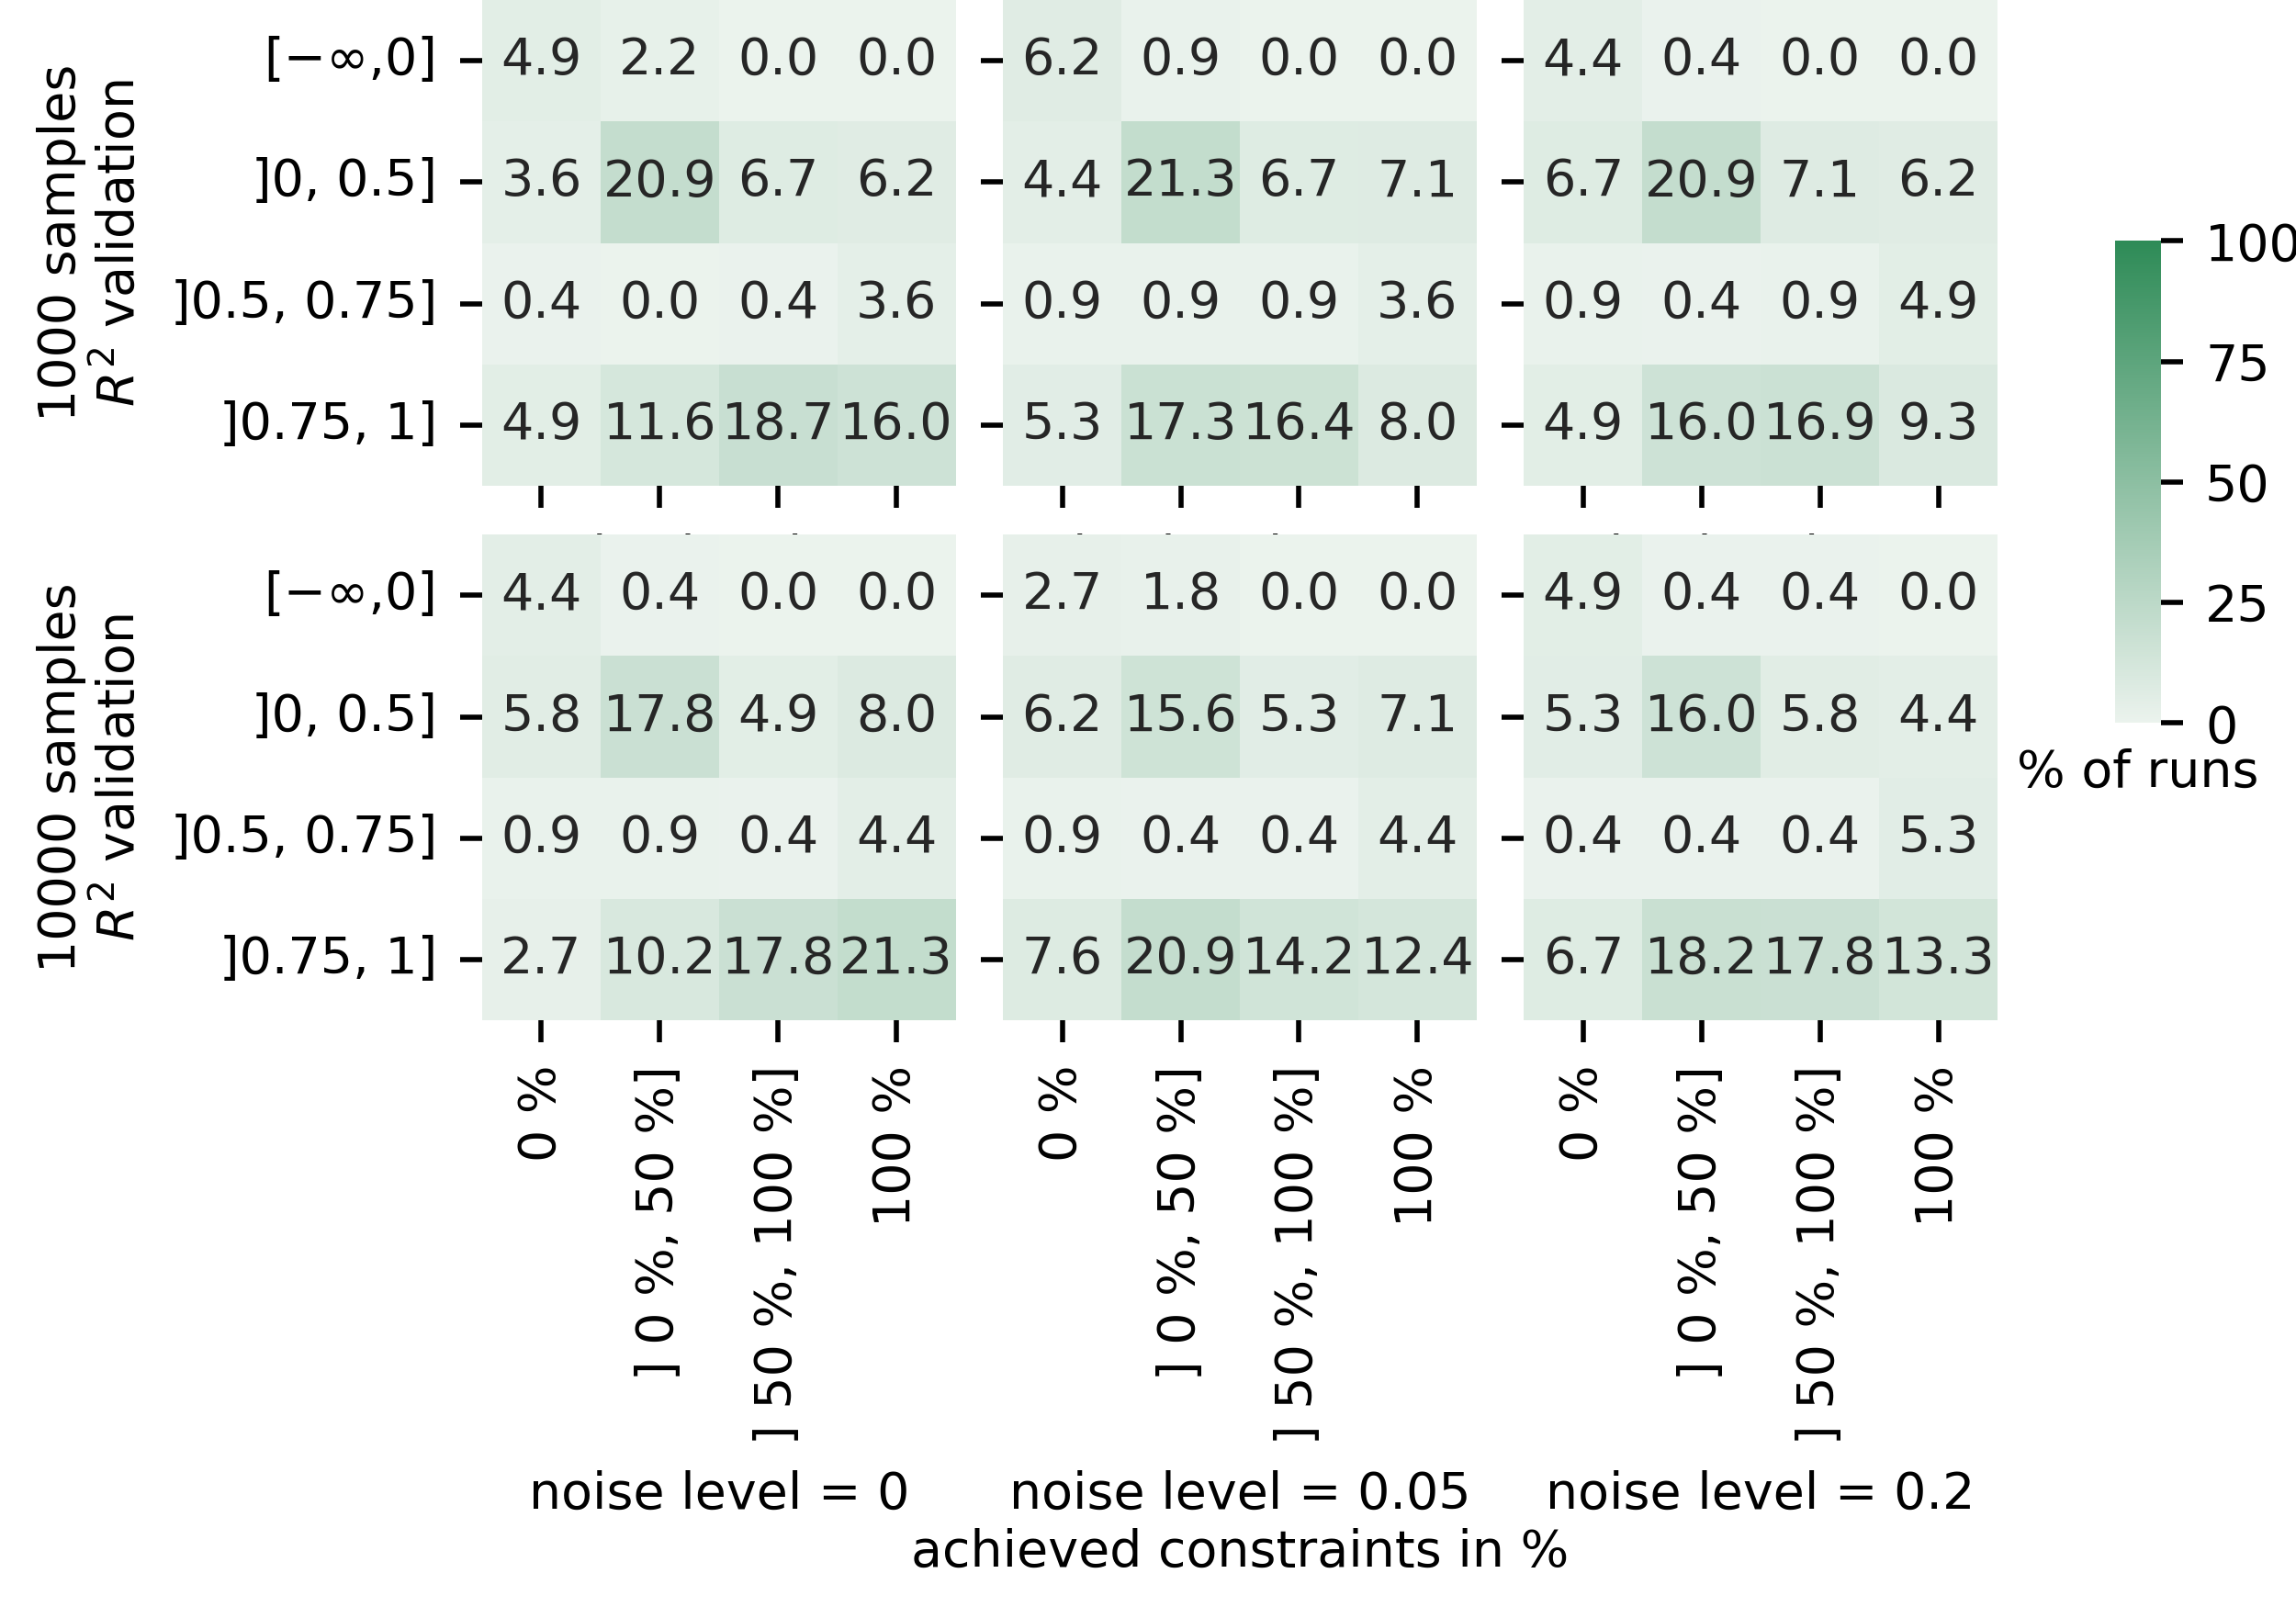 1000 samples
R² validation
[−∞,0] 4.9 2.2 0.0 0.0 6.2 0.9 0.0 0.0 4.4 0.4 0.0 0.0
]0, 0.5] 3.6 20.9 6.7 6.2 4.4 21.3 6.7 7.1 6.7 20.9 7.1 6.2
]0.5, 0.75] 0.4 0.0 0.4 3.6 0.9 0.9 0.9 3.6 0.9 0.4 0.9 4.9
]0.75, 1] 4.9 11.6 18.7 16.0 5.3 17.3 16.4 8.0 4.9 16.0 16.9 9.3
10000 samples
R² validation
[−∞,0] 4.4 0.4 0.0 0.0 2.7 1.8 0.0 0.0 4.9 0.4 0.4 0.0
]0, 0.5] 5.8 17.8 4.9 8.0 6.2 15.6 5.3 7.1 5.3 16.0 5.8 4.4
]0.5, 0.75] 0.9 0.9 0.4 4.4 0.9 0.4 0.4 4.4 0.4 0.4 0.4 5.3
]0.75, 1] 2.7 10.2 17.8 21.3 7.6 20.9 14.2 12.4 6.7 18.2 17.8 13.3
0 % ] 0 %, 50 %] ] 50 %, 100 %] 100 % 0 % ] 0 %, 50 %] ] 50 %, 100 %] 100 % 0 % ] 0 %, 50 %] ] 50 %, 100 %] 100 %
noise level = 0 noise level = 0.05 noise level = 0.2
achieved constraints in %
100
75
50
25
0
% of runs